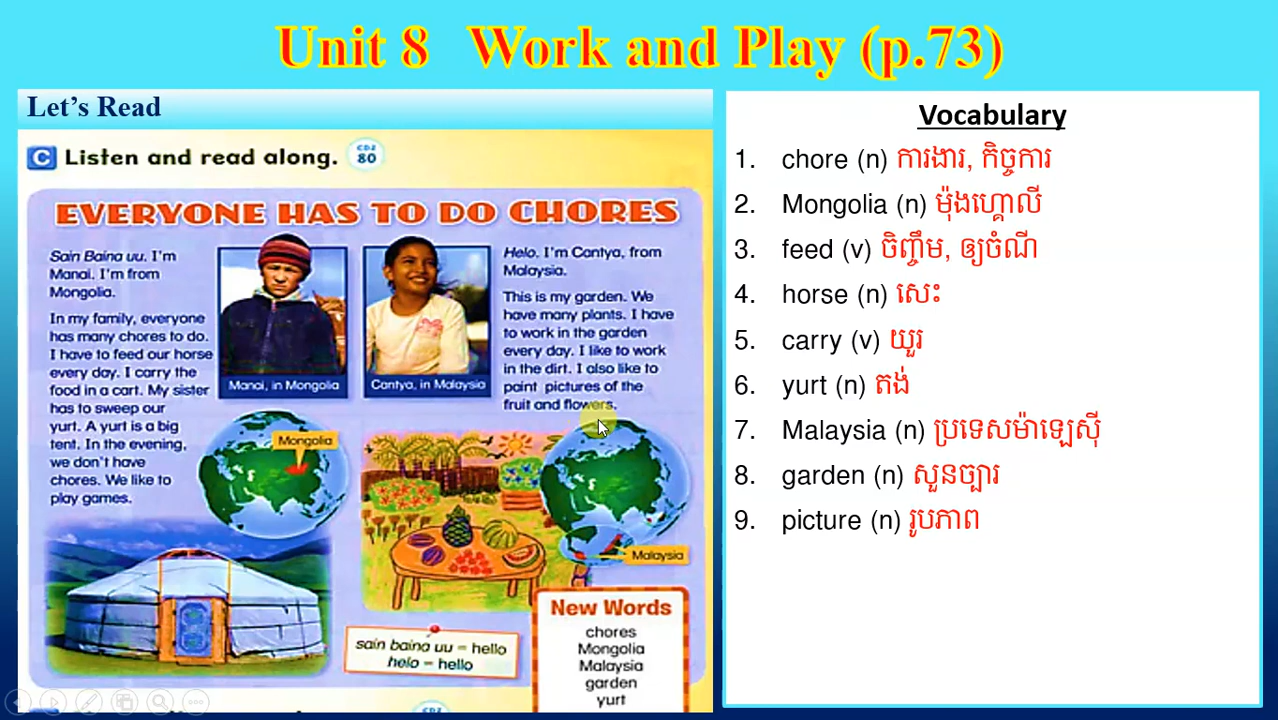 Unit 8 Work and Play (p.73)
Let's Read
C Listen and read along. CD2 80
EVERYONE HAS TO DO CHORES
Sain Baina uu. I'm
Manai. I'm from
Mongolia.
In my family, everyone
has many chores to do.
I have to feed our horse
every day. I carry the
food in a cart. My sister
has to sweep our
yurt. A yurt is a big
tent. In the evening,
we don't have
chores. We like to
play games.
Manai, in Mongolia
Cantya, in Malaysia
Helo. I'm Cantya, from
Malaysia.
This is my garden. We
have many plants. I have
to work in the garden
every day. I like to work
in the dirt. I also like to
paint pictures of the
fruit and flowers.
Mongolia
Malaysia
sain baina uu = hello
helo = hello
New Words
chores
Mongolia
Malaysia
garden
yurt
Vocabulary
1. chore (n) ការងារ, កិច្ចការ
2. Mongolia (n) ម៉ុងហ្គោលី
3. feed (v) ចិញ្ចឹម, ឲ្យចំណី
4. horse (n) សេះ
5. carry (v) យួរ
6. yurt (n) តង់
7. Malaysia (n) ប្រទេសម៉ាឡេស៊ី
8. garden (n) សួនច្បារ
9. picture (n) រូបភាព